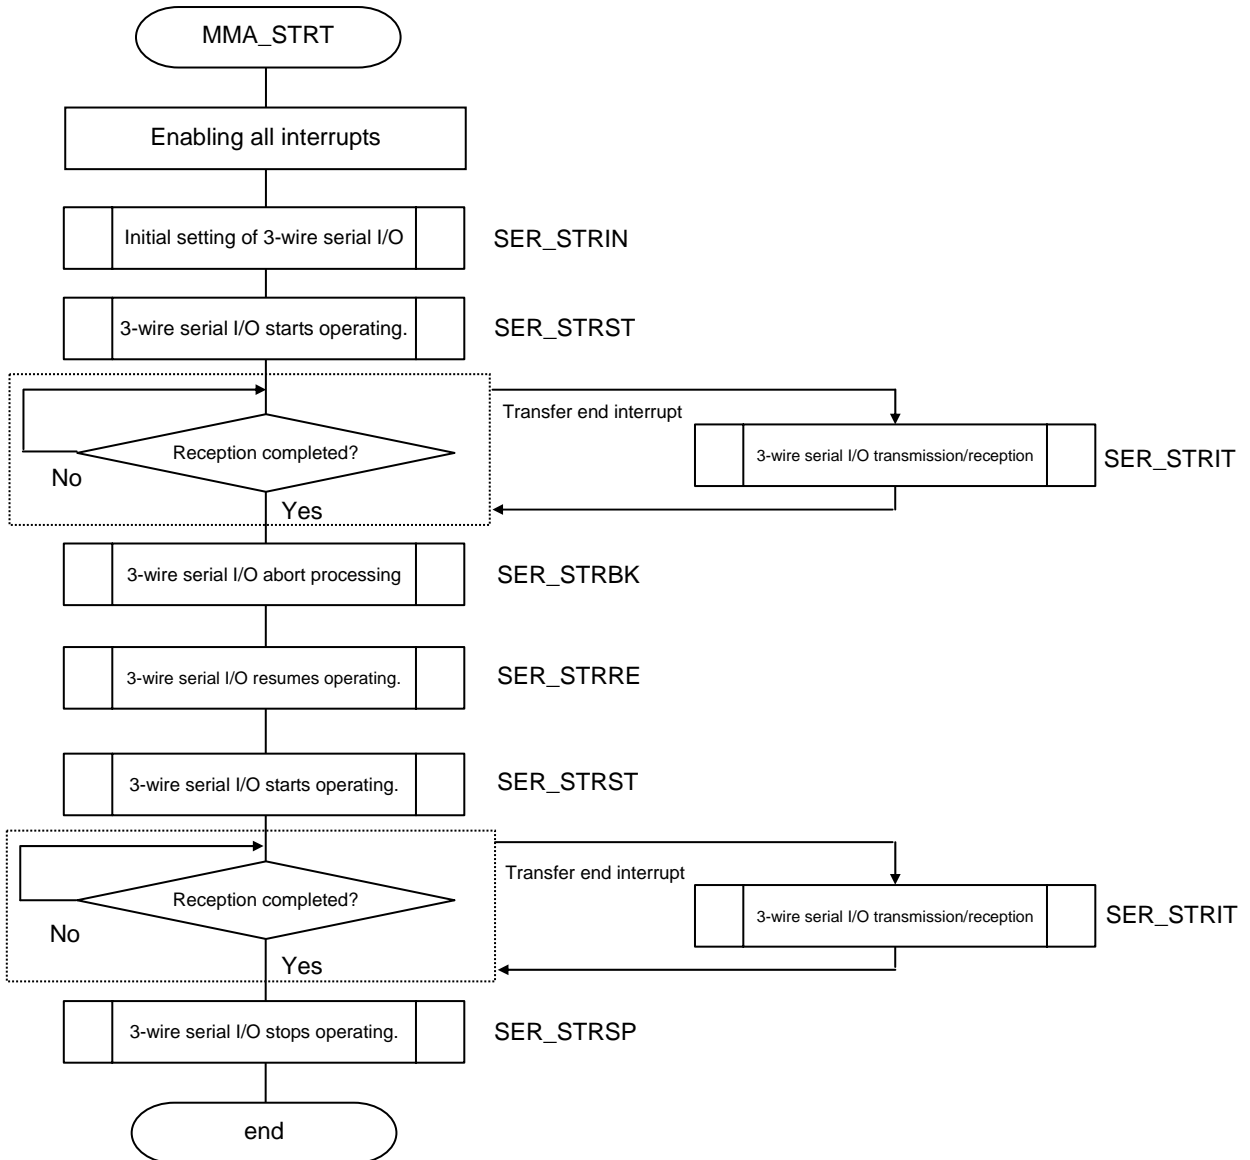 MMA_STRT
Enabling all interrupts
Initial setting of 3-wire serial I/O
SER_STRIN
3-wire serial I/O starts operating.
SER_STRST
Transfer end interrupt
Reception completed?
3-wire serial I/O transmission/reception
SER_STRIT
No
Yes
3-wire serial I/O abort processing
SER_STRBK
3-wire serial I/O resumes operating.
SER_STRRE
3-wire serial I/O starts operating.
SER_STRST
Transfer end interrupt
Reception completed?
3-wire serial I/O transmission/reception
SER_STRIT
No
Yes
3-wire serial I/O stops operating.
SER_STRSP
end